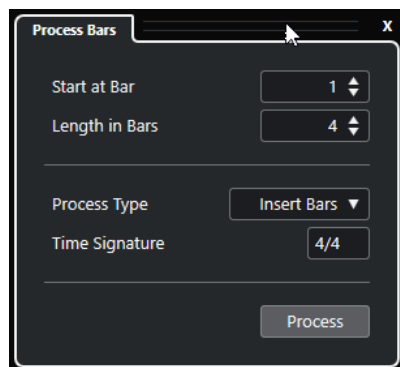 Process Bars X
Start at Bar 1
Length in Bars 4
Process Type Insert Bars
Time Signature 4/4
Process